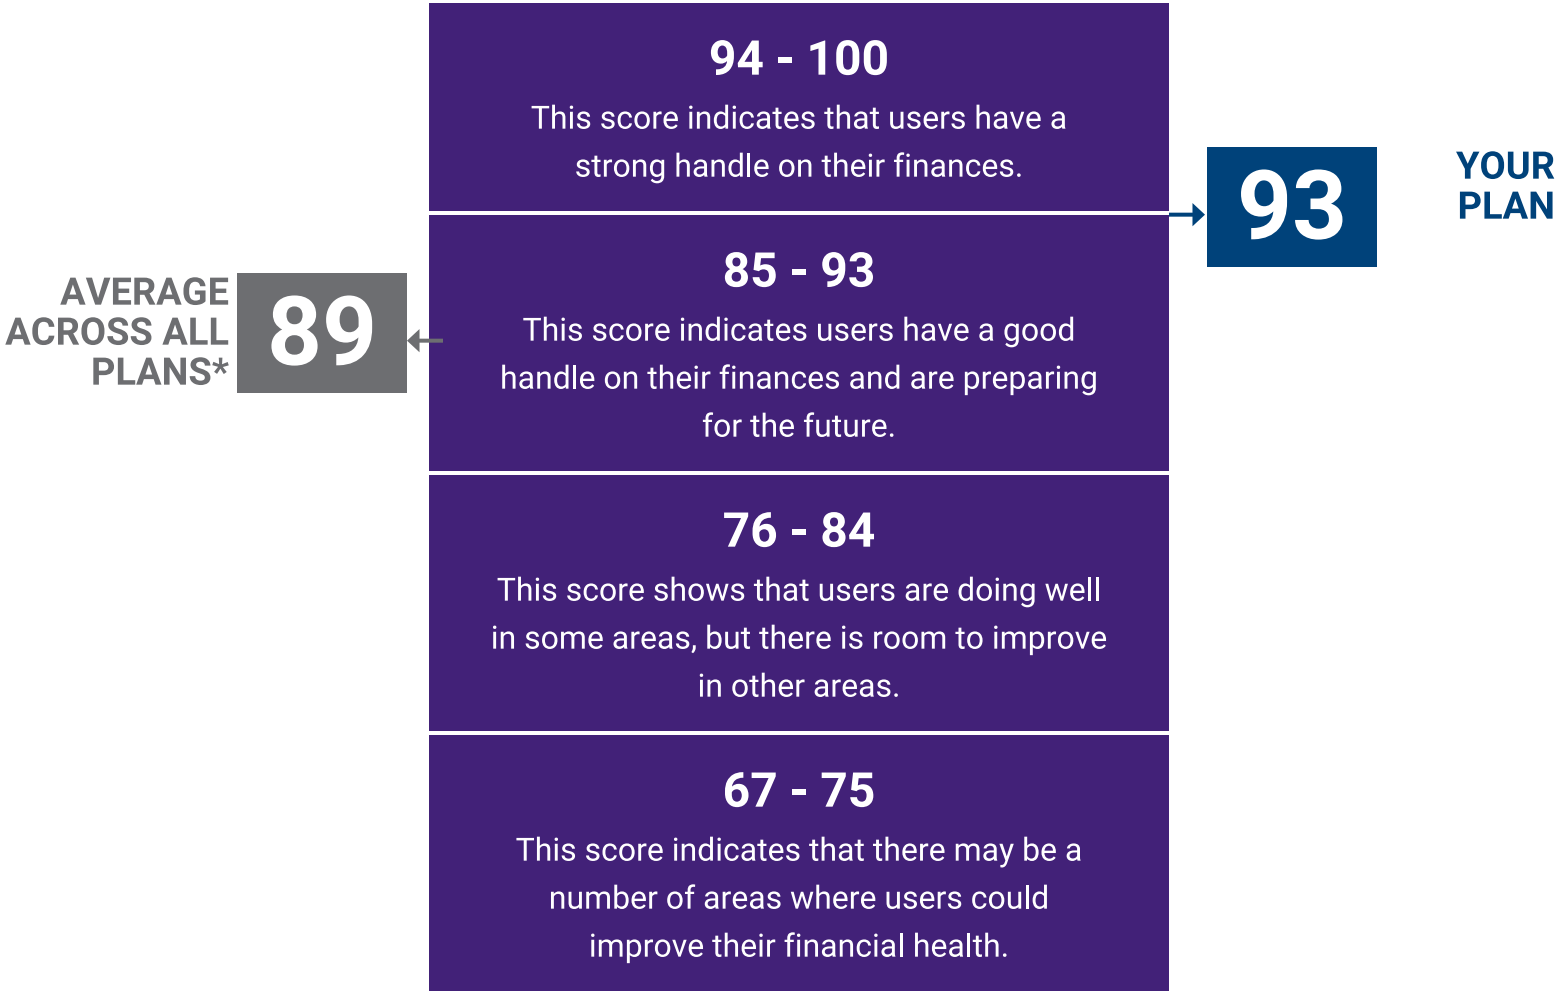 94 - 100
This score indicates that users have a
strong handle on their finances.
93
YOUR
PLAN
85 - 93
This score indicates users have a good
handle on their finances and are preparing
for the future.
AVERAGE
ACROSS ALL
PLANS*
89
76 - 84
This score shows that users are doing well
in some areas, but there is room to improve
in other areas.
67 - 75
This score indicates that there may be a
number of areas where users could
improve their financial health.